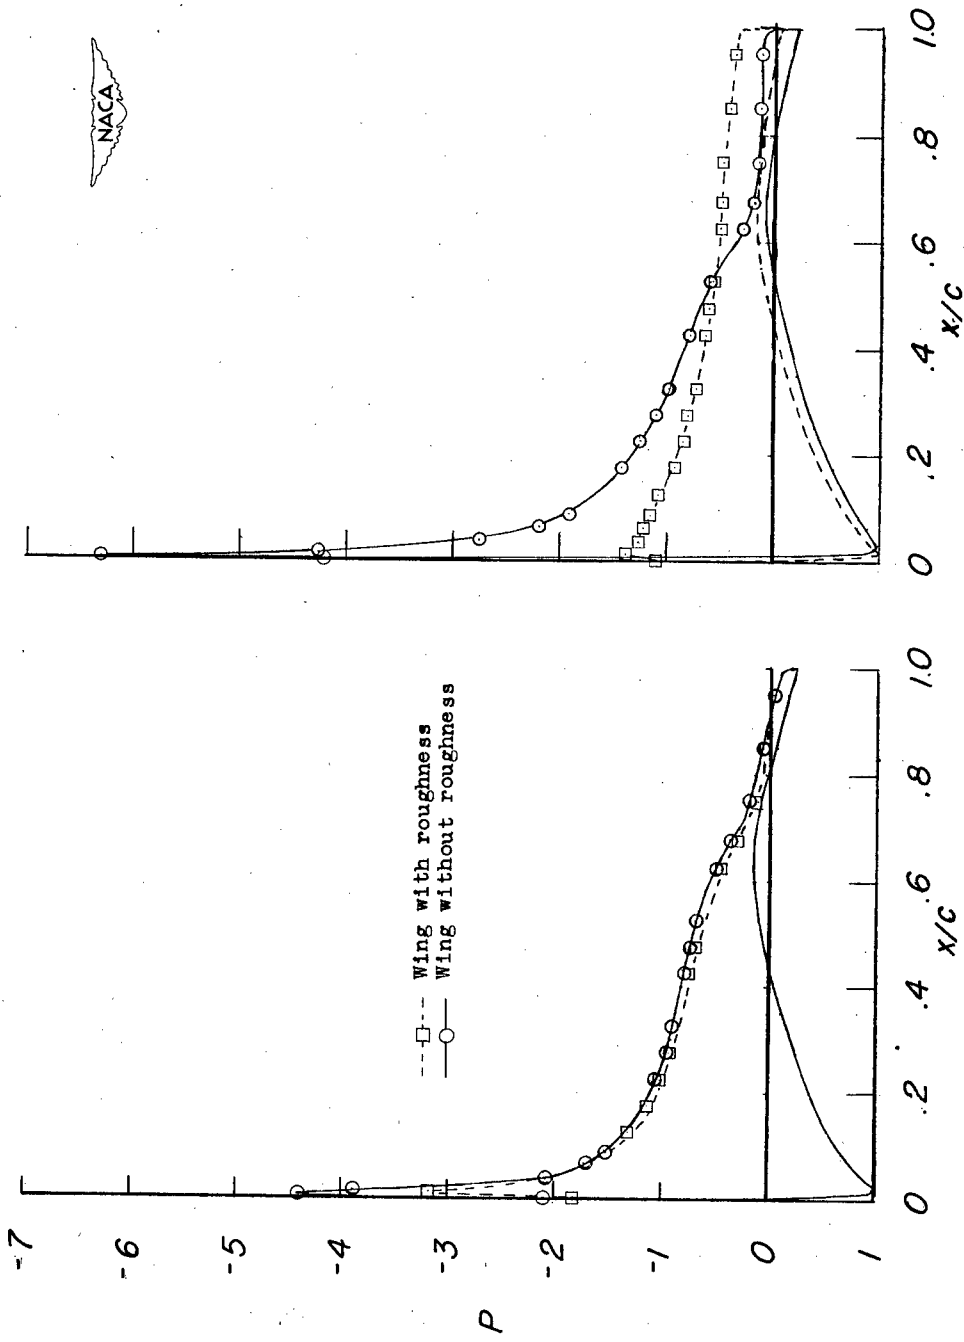 NACA
-7
-6
-5
-4
-3
-2
-1
0
1
P
--□-- Wing with roughness
—○— Wing without roughness
0 .2 .4 .6 .8 1.0
x/c
0 .2 .4 .6 .8 1.0
x/c